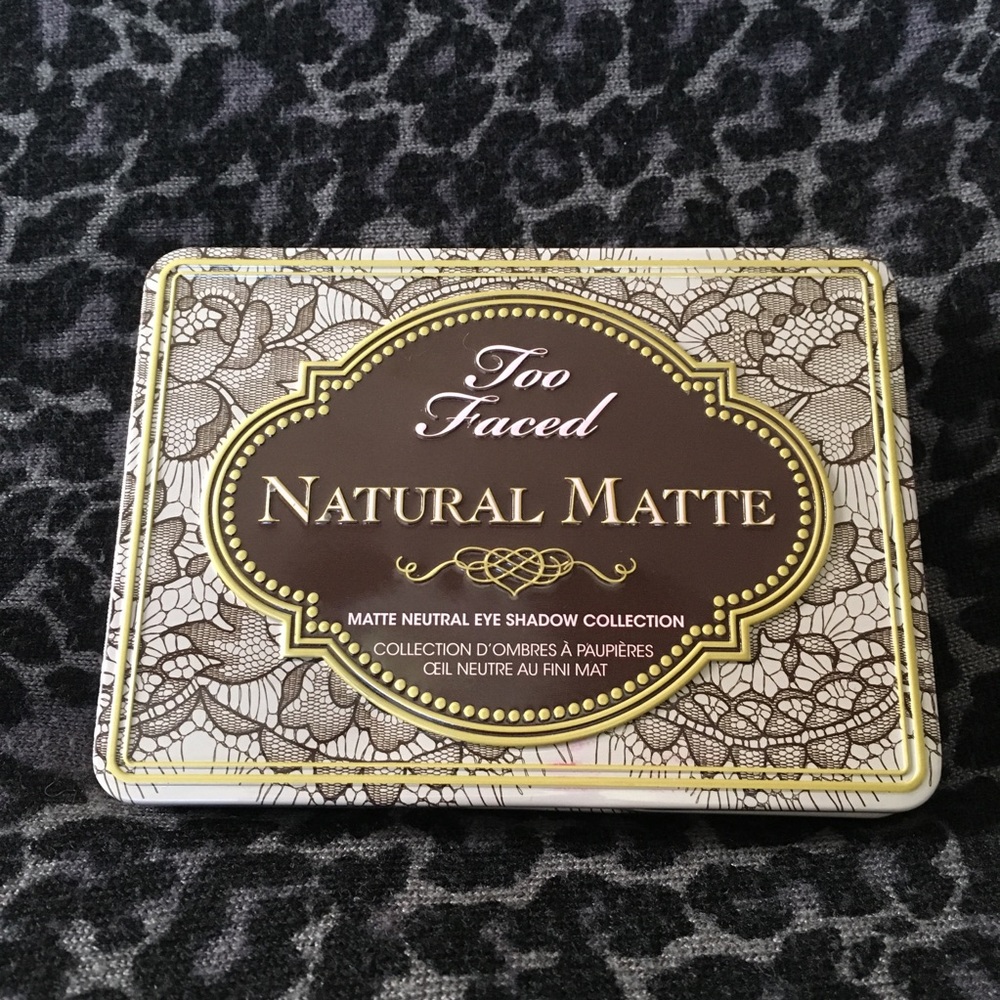 Too
Faced
NATURAL MATTE
MATTE NEUTRAL EYE SHADOW COLLECTION
COLLECTION D'OMBRES À PAUPIÈRES
ŒIL NEUTRE AU FINI MAT